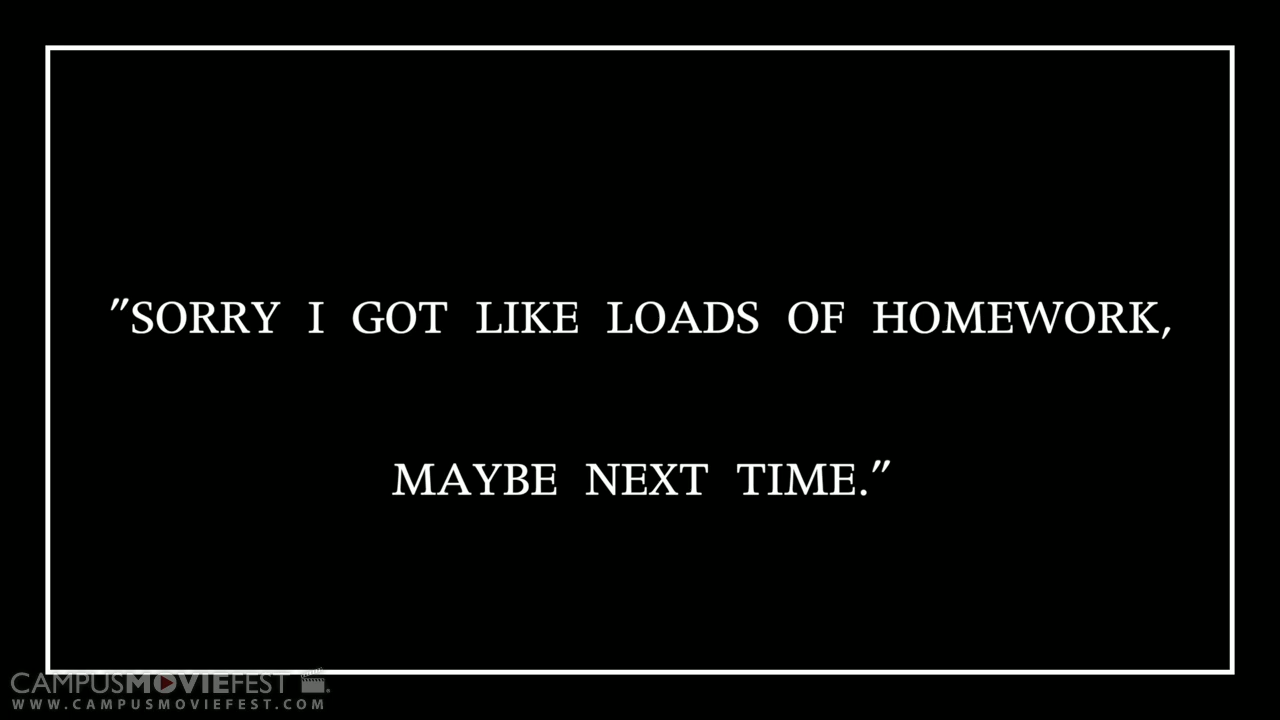 "SORRY I GOT LIKE LOADS OF HOMEWORK,
MAYBE NEXT TIME."
CAMPUSMOVIEFEST
WWW.CAMPUSMOVIEFEST.COM